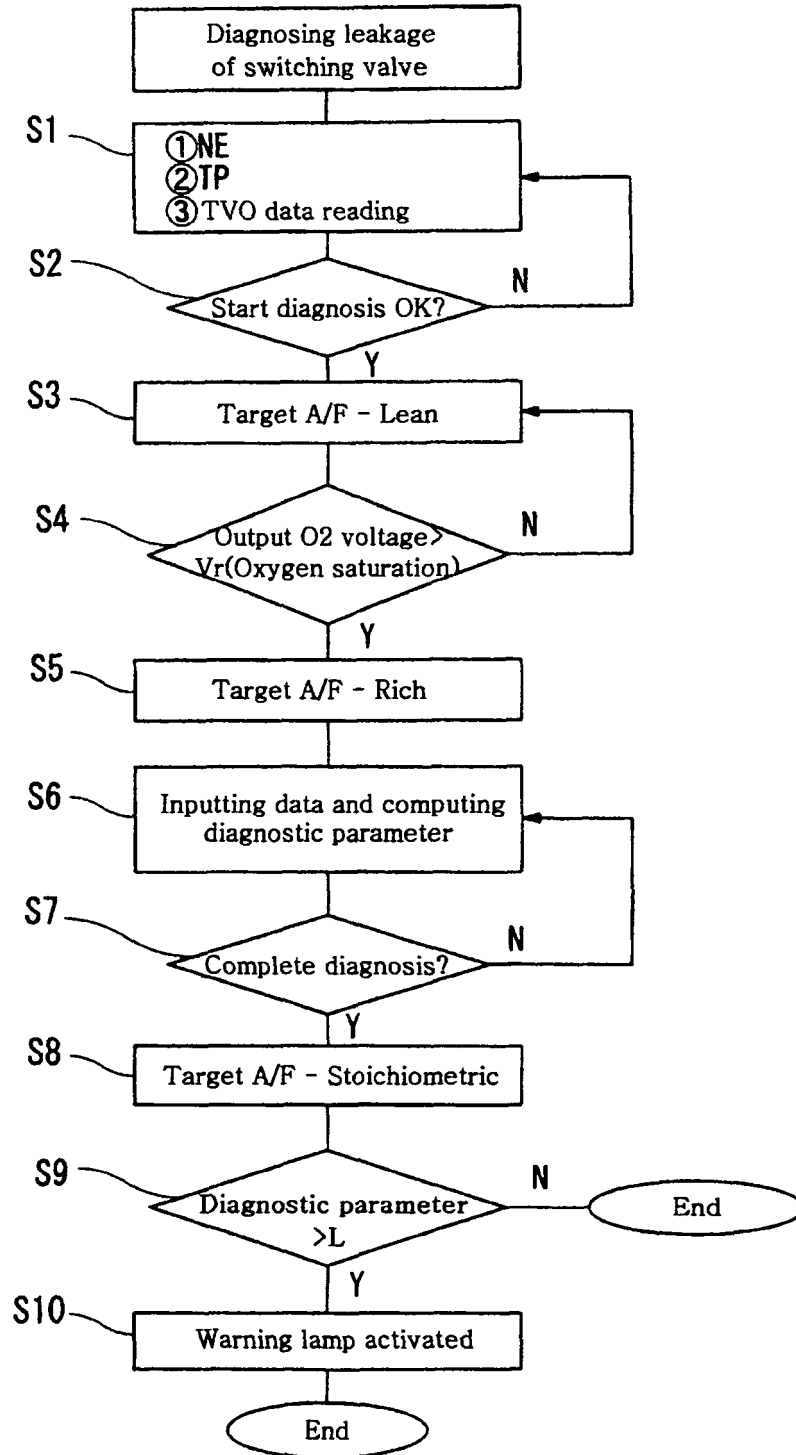 Diagnosing leakage
of switching valve
S1
①NE
②TP
③TVO data reading
S2
Start diagnosis OK?
N
Y
S3
Target A/F - Lean
S4
Output O2 voltage>
Vr(Oxygen saturation)
N
Y
S5
Target A/F - Rich
S6
Inputting data and computing
diagnostic parameter
S7
Complete diagnosis?
N
Y
S8
Target A/F - Stoichiometric
S9
Diagnostic parameter
>L
N
End
Y
S10
Warning lamp activated
End